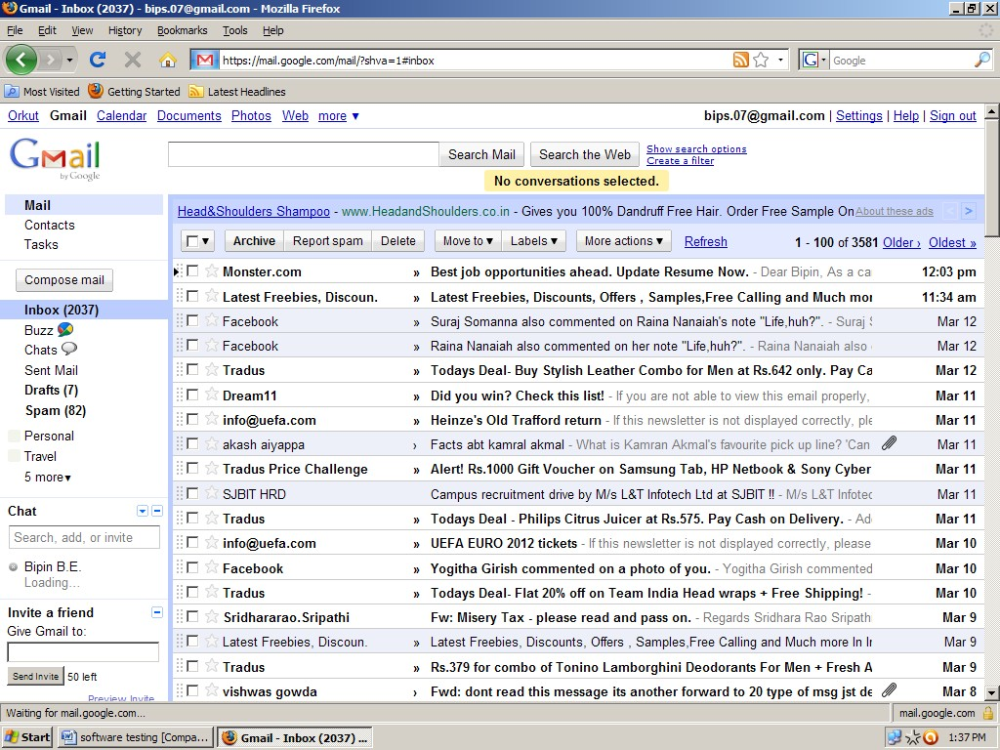 Gmail - Inbox (2037) - bips.07@gmail.com - Mozilla Firefox
File Edit View History Bookmarks Tools Help
https://mail.google.com/mail/?shva=1#inbox
G Google
Most Visited Getting Started Latest Headlines
Orkut Gmail Calendar Documents Photos Web more ▼ bips.07@gmail.com | Settings | Help | Sign out
Gmail by Google
Search Mail Search the Web Show search options
Create a filter
No conversations selected.
Mail
Contacts
Tasks
Compose mail
Inbox (2037)
Buzz
Chats
Sent Mail
Drafts (7)
Spam (82)
Personal
Travel
5 more▾
Chat
Search, add, or invite
Bipin B.E.
Loading...
Invite a friend
Give Gmail to:
Send Invite 50 left
Preview Invite
Head&Shoulders Shampoo - www.HeadandShoulders.co.in - Gives you 100% Dandruff Free Hair. Order Free Sample On About these ads < >
Archive Report spam Delete Move to ▾ Labels ▾ More actions ▾ Refresh 1 - 100 of 3581 Older › Oldest »
Monster.com » Best job opportunities ahead. Update Resume Now. - Dear Bipin, As a ca 12:03 pm
Latest Freebies, Discoun. » Latest Freebies, Discounts, Offers , Samples,Free Calling and Much mor 11:34 am
Facebook » Suraj Somanna also commented on Raina Nanaiah's note "Life,huh?". - Suraj Mar 12
Facebook » Raina Nanaiah also commented on her note "Life,huh?". - Raina Nanaiah also Mar 12
Tradus » Todays Deal- Buy Stylish Leather Combo for Men at Rs.642 only. Pay Ca Mar 12
Dream11 » Did you win? Check this list! - If you are not able to view this email properly, Mar 11
info@uefa.com » Heinze's Old Trafford return - If this newsletter is not displayed correctly, ple Mar 11
akash aiyappa › Facts abt kamral akmal - What is Kamran Akmal's favourite pick up line? 'Can Mar 11
Tradus Price Challenge » Alert! Rs.1000 Gift Voucher on Samsung Tab, HP Netbook & Sony Cyber Mar 11
SJBIT HRD Campus recruitment drive by M/s L&T Infotech Ltd at SJBIT !! - M/s L&T Infotec Mar 11
Tradus » Todays Deal - Philips Citrus Juicer at Rs.575. Pay Cash on Delivery. - Ad Mar 11
info@uefa.com » UEFA EURO 2012 tickets - If this newsletter is not displayed correctly, please Mar 10
Facebook » Yogitha Girish commented on a photo of you. - Yogitha Girish commented Mar 10
Tradus » Todays Deal- Flat 20% off on Team India Head wraps + Free Shipping! - Mar 10
Sridhararao.Sripathi » Fw: Misery Tax - please read and pass on. - Regards Sridhara Rao Sripath Mar 9
Latest Freebies, Discoun. » Latest Freebies, Discounts, Offers , Samples,Free Calling and Much more In In Mar 9
Tradus » Rs.379 for combo of Tonino Lamborghini Deodorants For Men + Fresh A Mar 9
vishwas gowda › Fwd: dont read this message its another forward to 20 type of msg jst de Mar 8
Waiting for mail.google.com... mail.google.com
Start software testing [Compa... Gmail - Inbox (2037) ... 1:37 PM